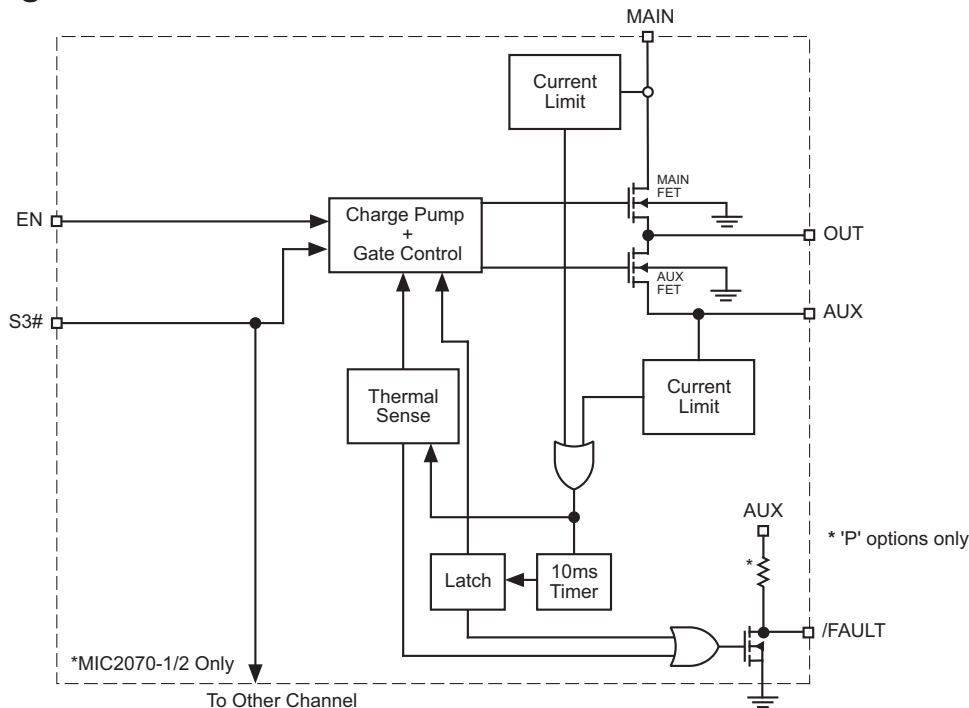 MAIN
Current
Limit
MAIN
FET
EN
Charge Pump
+
Gate Control
OUT
AUX
FET
S3#
AUX
Thermal
Sense
Current
Limit
AUX
* 'P' options only
*
Latch
10ms
Timer
/FAULT
*MIC2070-1/2 Only
To Other Channel